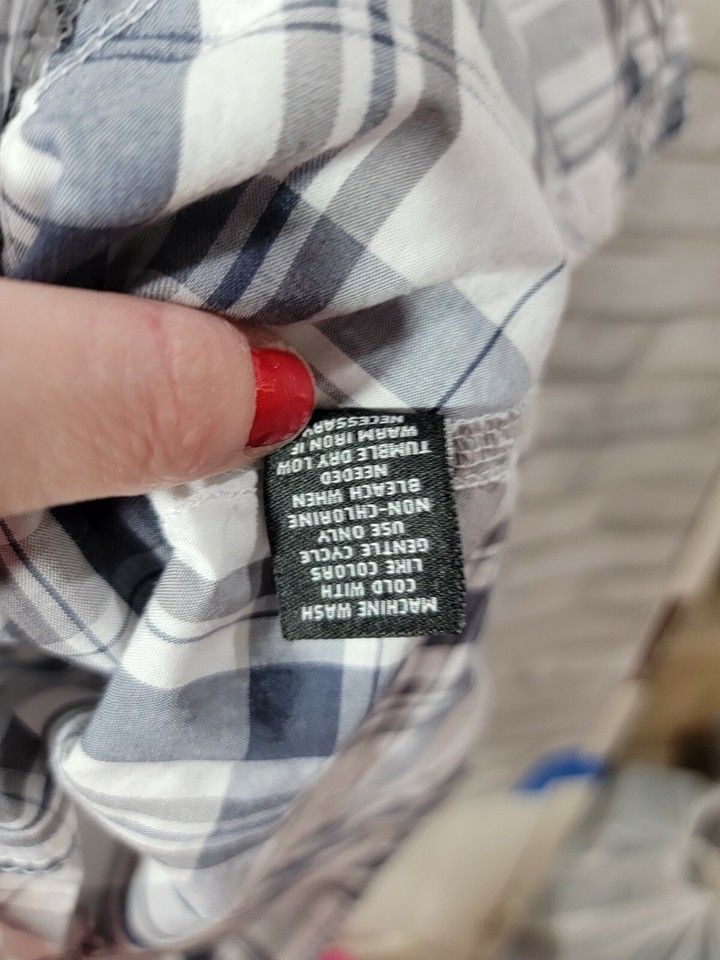 MACHINE WASH
COLD WITH
LIKE COLORS
GENTLE CYCLE
USE ONLY
NON-CHLORINE
BLEACH WHEN
NEEDED
TUMBLE DRY LOW
WARM IRON IF
NECESSARY